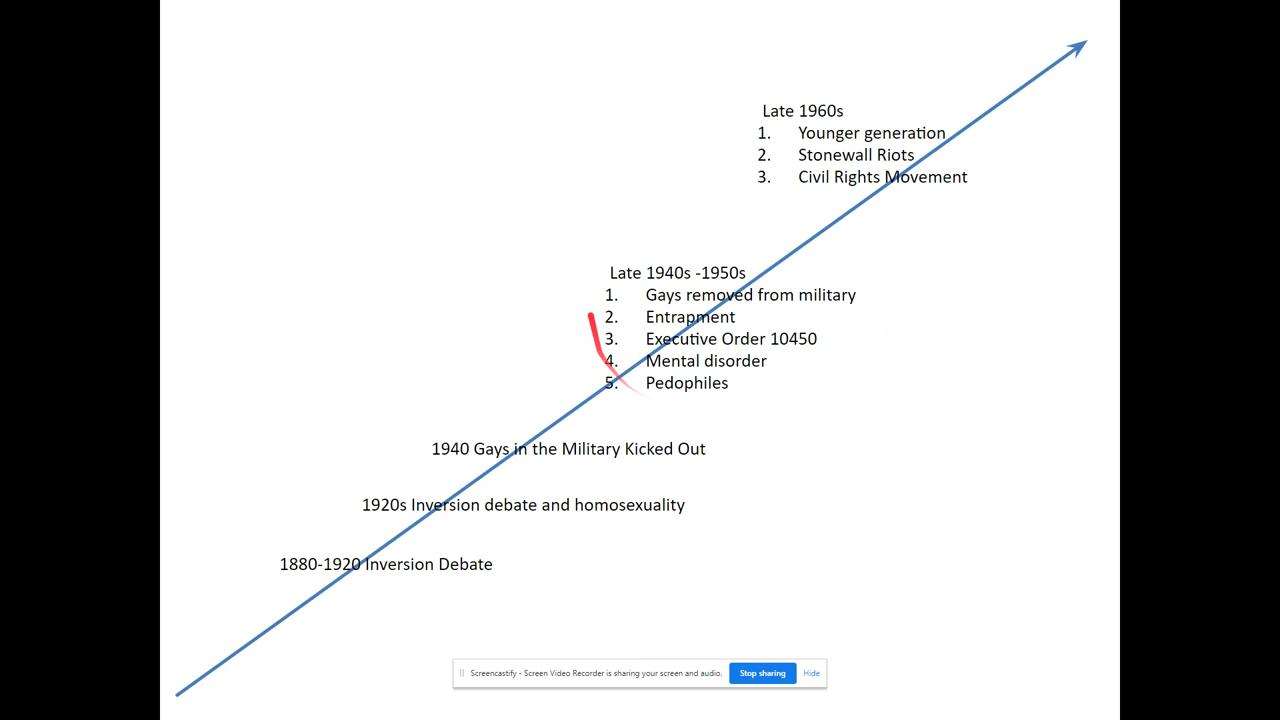 Late 1960s
1. Younger generation
2. Stonewall Riots
3. Civil Rights Movement
Late 1940s -1950s
1. Gays removed from military
2. Entrapment
3. Executive Order 10450
4. Mental disorder
5. Pedophiles
1940 Gays in the Military Kicked Out
1920s Inversion debate and homosexuality
1880-1920 Inversion Debate
Screencastify - Screen Video Recorder is sharing your screen and audio. Stop sharing Hide